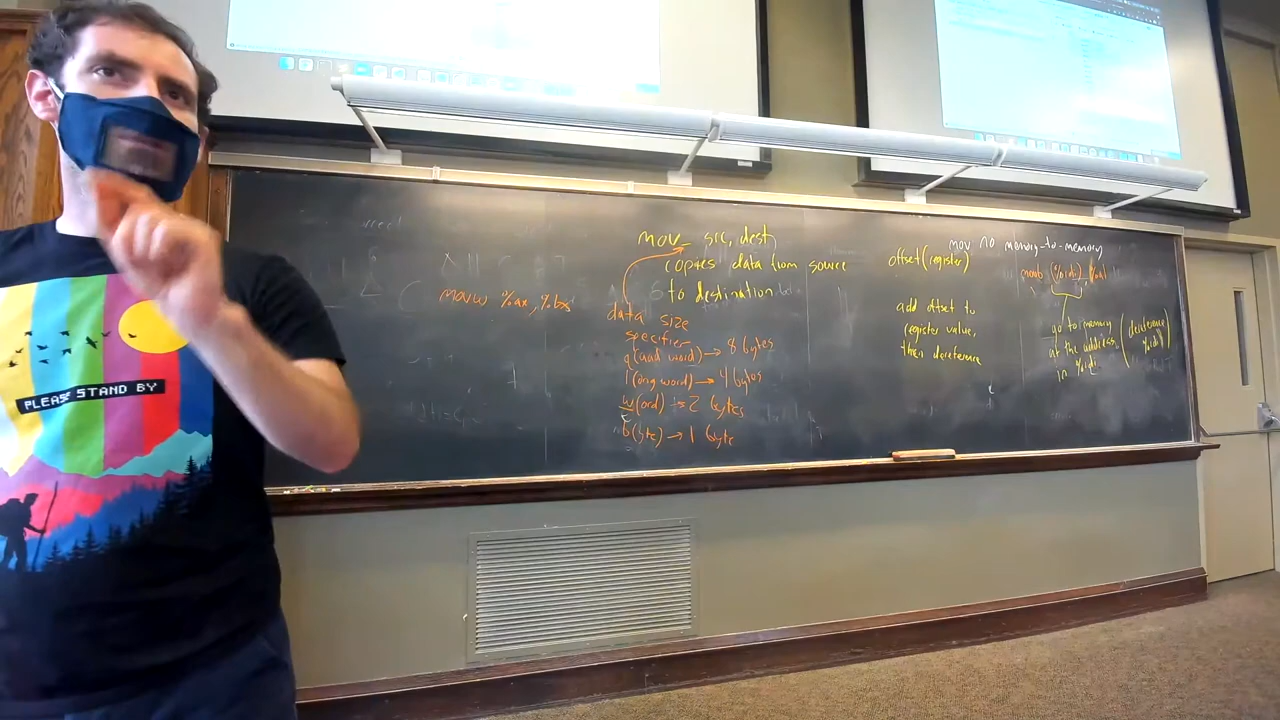 PLEASE STAND BY
movw %ax, %bx
mov_ src, dest
copies data from source
to destination
data size
specifier
q(uad word) → 8 bytes
l(ong word) → 4 bytes
w(ord) → 2 bytes
b(yte) → 1 byte
offset(register)
add offset to
register value,
then dereference
mov no memory-to-memory
movb (%rdi), %al
go to memory
at the address
in %rdi
(dereference
%rdi)